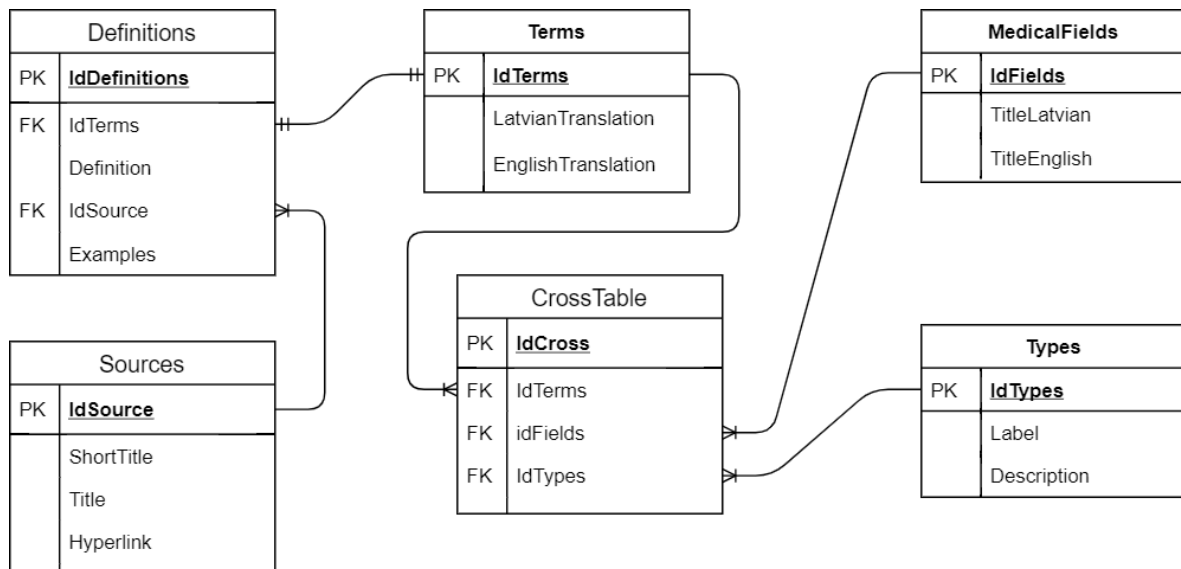 Definitions
PK IdDefinitions
FK IdTerms
Definition
FK IdSource
Examples
Terms
PK IdTerms
LatvianTranslation
EnglishTranslation
MedicalFields
PK IdFields
TitleLatvian
TitleEnglish
Sources
PK IdSource
ShortTitle
Title
Hyperlink
CrossTable
PK IdCross
FK IdTerms
FK idFields
FK IdTypes
Types
PK IdTypes
Label
Description